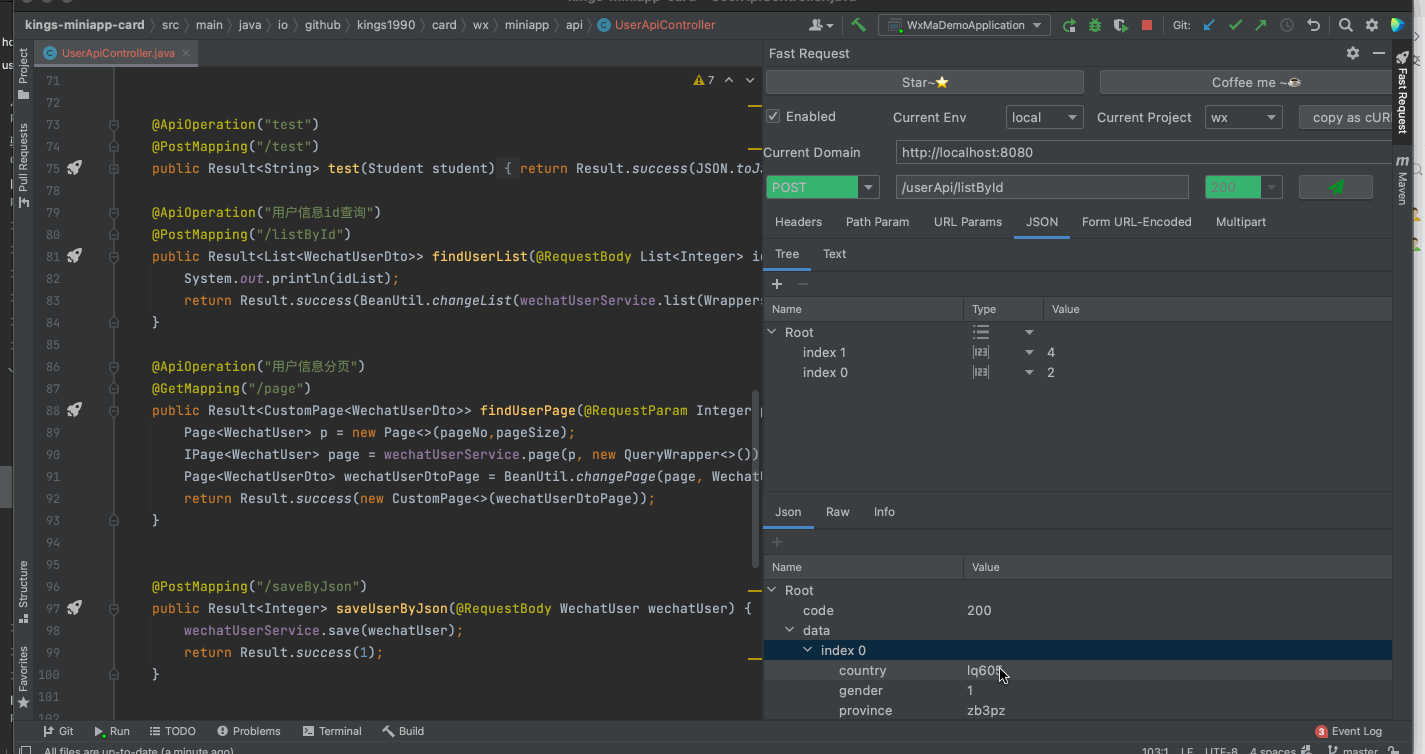 kings-miniapp-card > src > main > java > io > github > kings1990 > card > wx > miniapp > api > UserApiController
WxMaDemoApplication
Git:
Project
Pull Requests
Structure
Favorites
UserApiController.java
7
71
72
73 @ApiOperation("test")
74 @PostMapping("/test")
75 public Result<String> test(Student student) { return Result.success(JSON.toJ
78
79 @ApiOperation("用户信息id查询")
80 @PostMapping("/listById")
81 public Result<List<WechatUserDto>> findUserList(@RequestBody List<Integer> i
82 System.out.println(idList);
83 return Result.success(BeanUtil.changeList(wechatUserService.list(Wrapper
84 }
85
86 @ApiOperation("用户信息分页")
87 @GetMapping("/page")
88 public Result<CustomPage<WechatUserDto>> findUserPage(@RequestParam Integer
89 Page<WechatUser> p = new Page<>(pageNo,pageSize);
90 IPage<WechatUser> page = wechatUserService.page(p, new QueryWrapper<>())
91 Page<WechatUserDto> wechatUserDtoPage = BeanUtil.changePage(page, Wechat
92 return Result.success(new CustomPage<>(wechatUserDtoPage));
93 }
94
95
96 @PostMapping("/saveByJson")
97 public Result<Integer> saveUserByJson(@RequestBody WechatUser wechatUser) {
98 wechatUserService.save(wechatUser);
99 return Result.success(1);
100 }
101
102
Fast Request
Star~⭐
Coffee me ~☕
Enabled
Current Env
local
Current Project
wx
copy as cUR
Current Domain
http://localhost:8080
POST
/userApi/listById
200
Headers
Path Param
URL Params
JSON
Form URL-Encoded
Multipart
Tree
Text
Name
Type
Value
Root
index 1
4
index 0
2
Json
Raw
Info
Name
Value
Root
code
200
data
index 0
country
lq60
gender
1
province
zb3pz
Fast Request
Maven
Git
Run
TODO
Problems
Terminal
Build
3 Event Log
All files are up-to-date (a minute ago)
103:1
LF
UTF-8
4 spaces
master